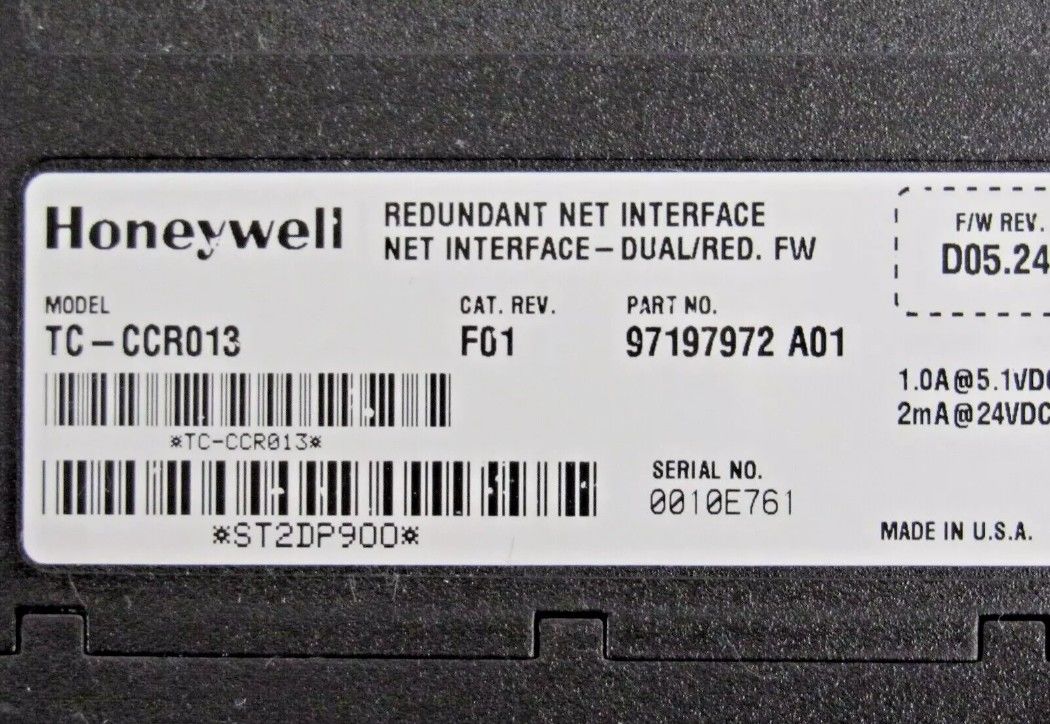 Honeywell
REDUNDANT NET INTERFACE
NET INTERFACE – DUAL/RED. FW
F/W REV.
D05.24
MODEL
TC – CCR013
CAT. REV.
F01
PART NO.
97197972 A01
1.0A@5.1VDC
2mA@24VDC
*TC-CCR013*
*ST2DP900*
SERIAL NO.
0010E761
MADE IN U.S.A.